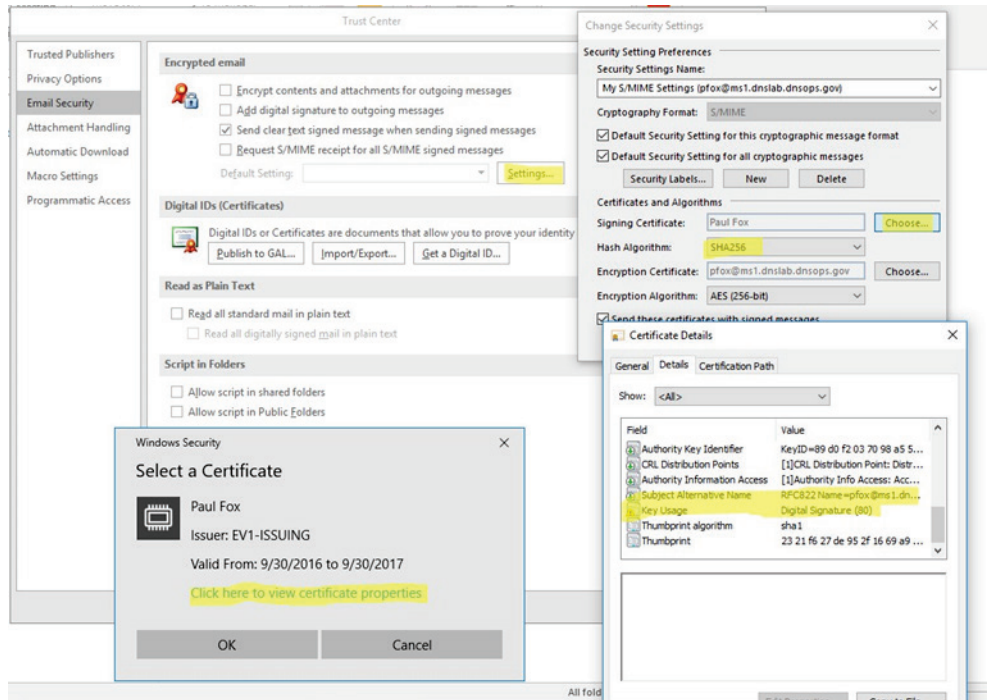 Trust Center
Trusted Publishers
Privacy Options
Email Security
Attachment Handling
Automatic Download
Macro Settings
Programmatic Access
Encrypted email
Encrypt contents and attachments for outgoing messages
Add digital signature to outgoing messages
Send clear text signed message when sending signed messages
Request S/MIME receipt for all S/MIME signed messages
Default Setting:
Settings...
Digital IDs (Certificates)
Digital IDs or Certificates are documents that allow you to prove your identity
Publish to GAL...
Import/Export...
Get a Digital ID...
Read as Plain Text
Read all standard mail in plain text
Read all digitally signed mail in plain text
Script in Folders
Allow script in shared folders
Allow script in Public Folders
Change Security Settings
Security Setting Preferences
Security Settings Name:
My S/MIME Settings (pfox@ms1.dnslab.dnsops.gov)
Cryptography Format: S/MIME
Default Security Setting for this cryptographic message format
Default Security Setting for all cryptographic messages
Security Labels... New Delete
Certificates and Algorithms
Signing Certificate: Paul Fox Choose...
Hash Algorithm: SHA256
Encryption Certificate: pfox@ms1.dnslab.dnsops.gov Choose...
Encryption Algorithm: AES (256-bit)
Send these certificates with signed messages
Certificate Details
General Details Certification Path
Show: <All>
Field Value
Authority Key Identifier KeyID=89 d0 f2 03 70 98 a5 5...
CRL Distribution Points [1]CRL Distribution Point: Distr...
Authority Information Access [1]Authority Info Access: Acc...
Subject Alternative Name RFC822 Name=pfox@ms1.dn...
Key Usage Digital Signature (80)
Thumbprint algorithm sha1
Thumbprint 23 21 f6 27 de 95 2f 16 69 a9 ...
Windows Security
Select a Certificate
Paul Fox
Issuer: EV1-ISSUING
Valid From: 9/30/2016 to 9/30/2017
Click here to view certificate properties
OK Cancel
All fold